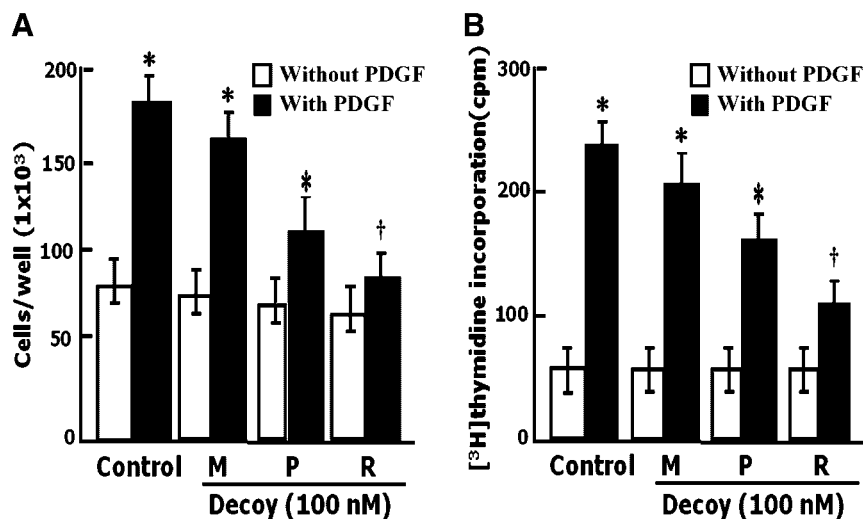 A
Cells/well (1x10³)
200
150
100
50
0
Without PDGF
With PDGF
*
*
*
†
Control M P R
Decoy (100 nM)
B
[³H]thymidine incorporation(cpm)
300
200
100
0
Without PDGF
With PDGF
*
*
*
†
Control M P R
Decoy (100 nM)